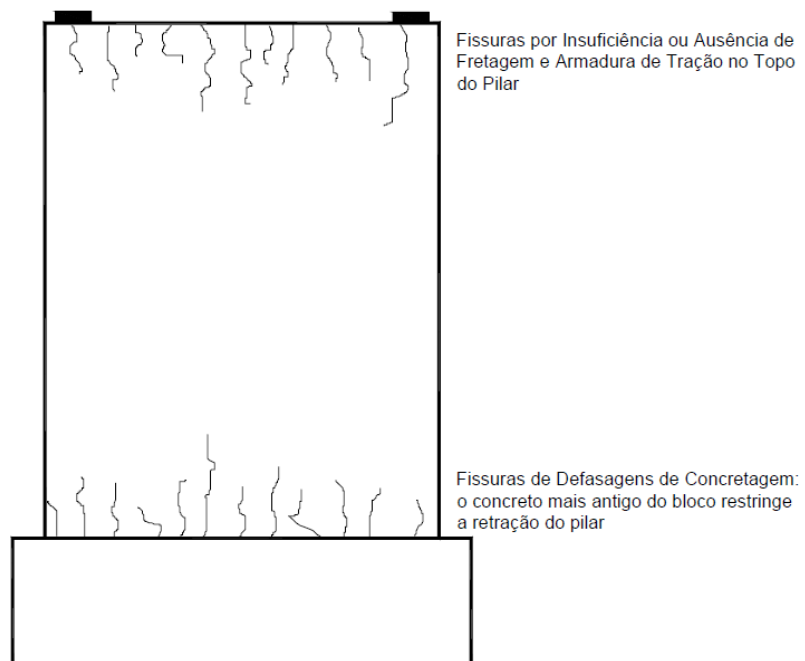 Fissuras por Insuficiência ou Ausência de
Fretagem e Armadura de Tração no Topo
do Pilar
Fissuras de Defasagens de Concretagem:
o concreto mais antigo do bloco restringe
a retração do pilar